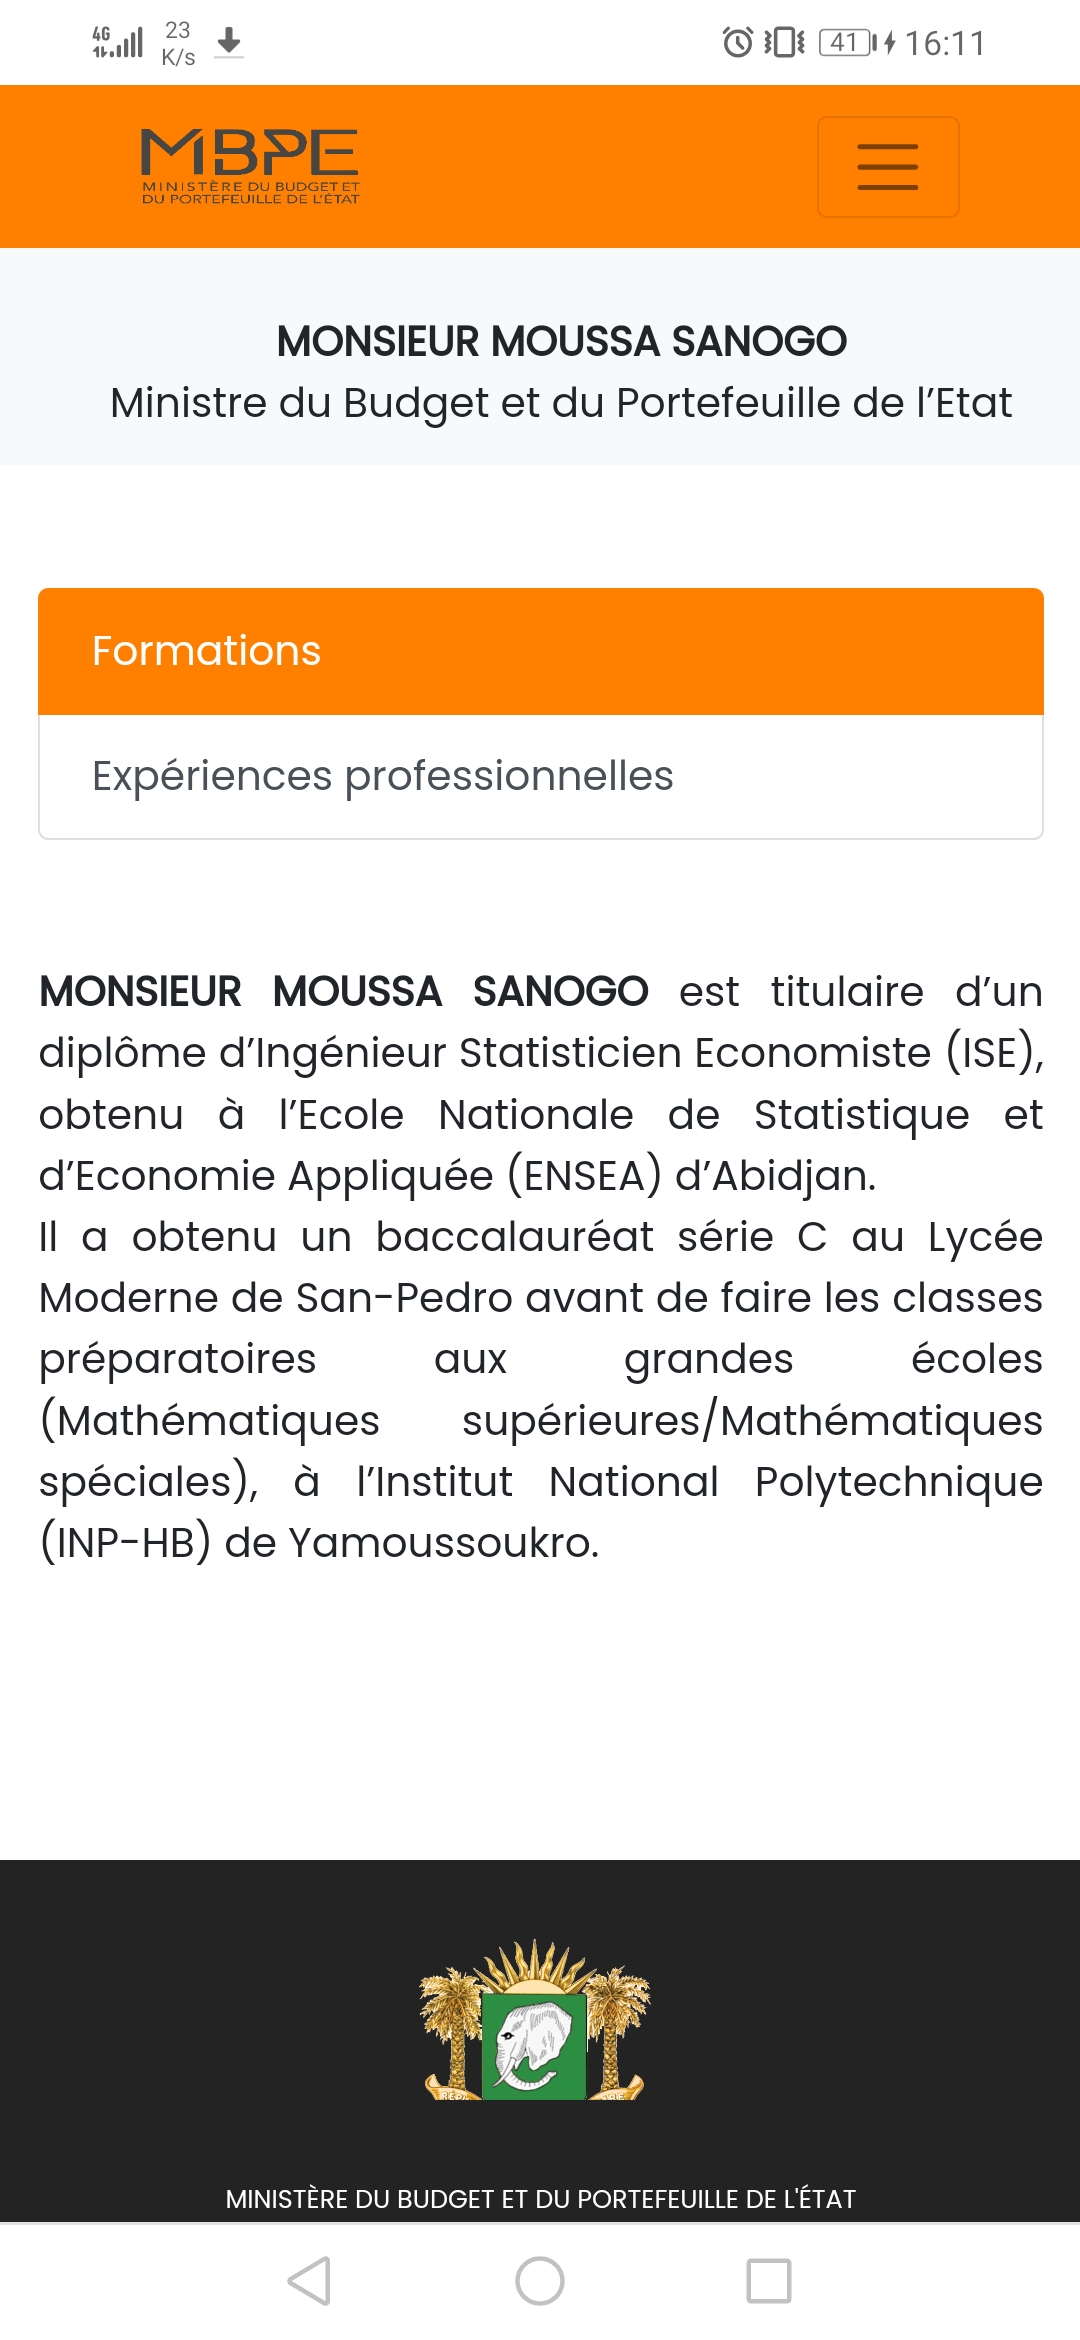 4G
23
K/s
41
16:11
MBPE
MINISTÈRE DU BUDGET ET
DU PORTEFEUILLE DE L'ÉTAT
MONSIEUR MOUSSA SANOGO
Ministre du Budget et du Portefeuille de l’Etat
Formations
Expériences professionnelles
MONSIEUR MOUSSA SANOGO est titulaire d’un
diplôme d’Ingénieur Statisticien Economiste (ISE),
obtenu à l’Ecole Nationale de Statistique et
d’Economie Appliquée (ENSEA) d’Abidjan.
Il a obtenu un baccalauréat série C au Lycée
Moderne de San-Pedro avant de faire les classes
préparatoires aux grandes écoles
(Mathématiques supérieures/Mathématiques
spéciales), à l’Institut National Polytechnique
(INP-HB) de Yamoussoukro.
MINISTÈRE DU BUDGET ET DU PORTEFEUILLE DE L'ÉTAT